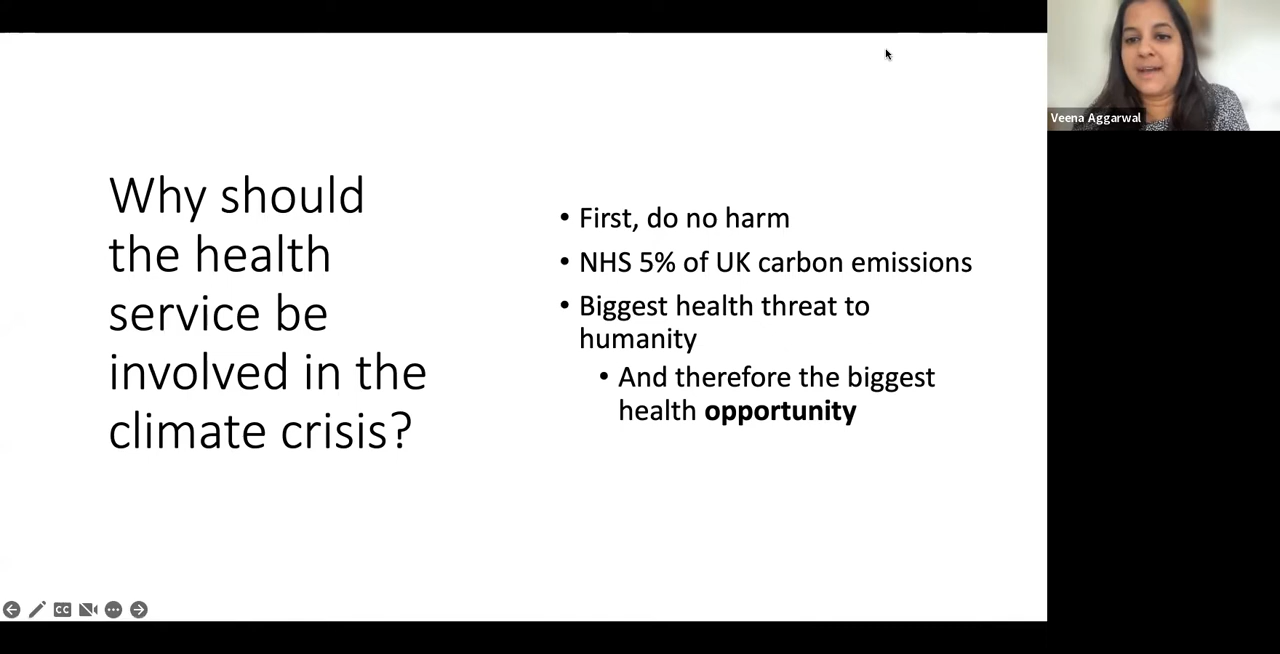 Why should
the health
service be
involved in the
climate crisis?
• First, do no harm
• NHS 5% of UK carbon emissions
• Biggest health threat to
humanity
• And therefore the biggest
health opportunity
Veena Aggarwal
CC